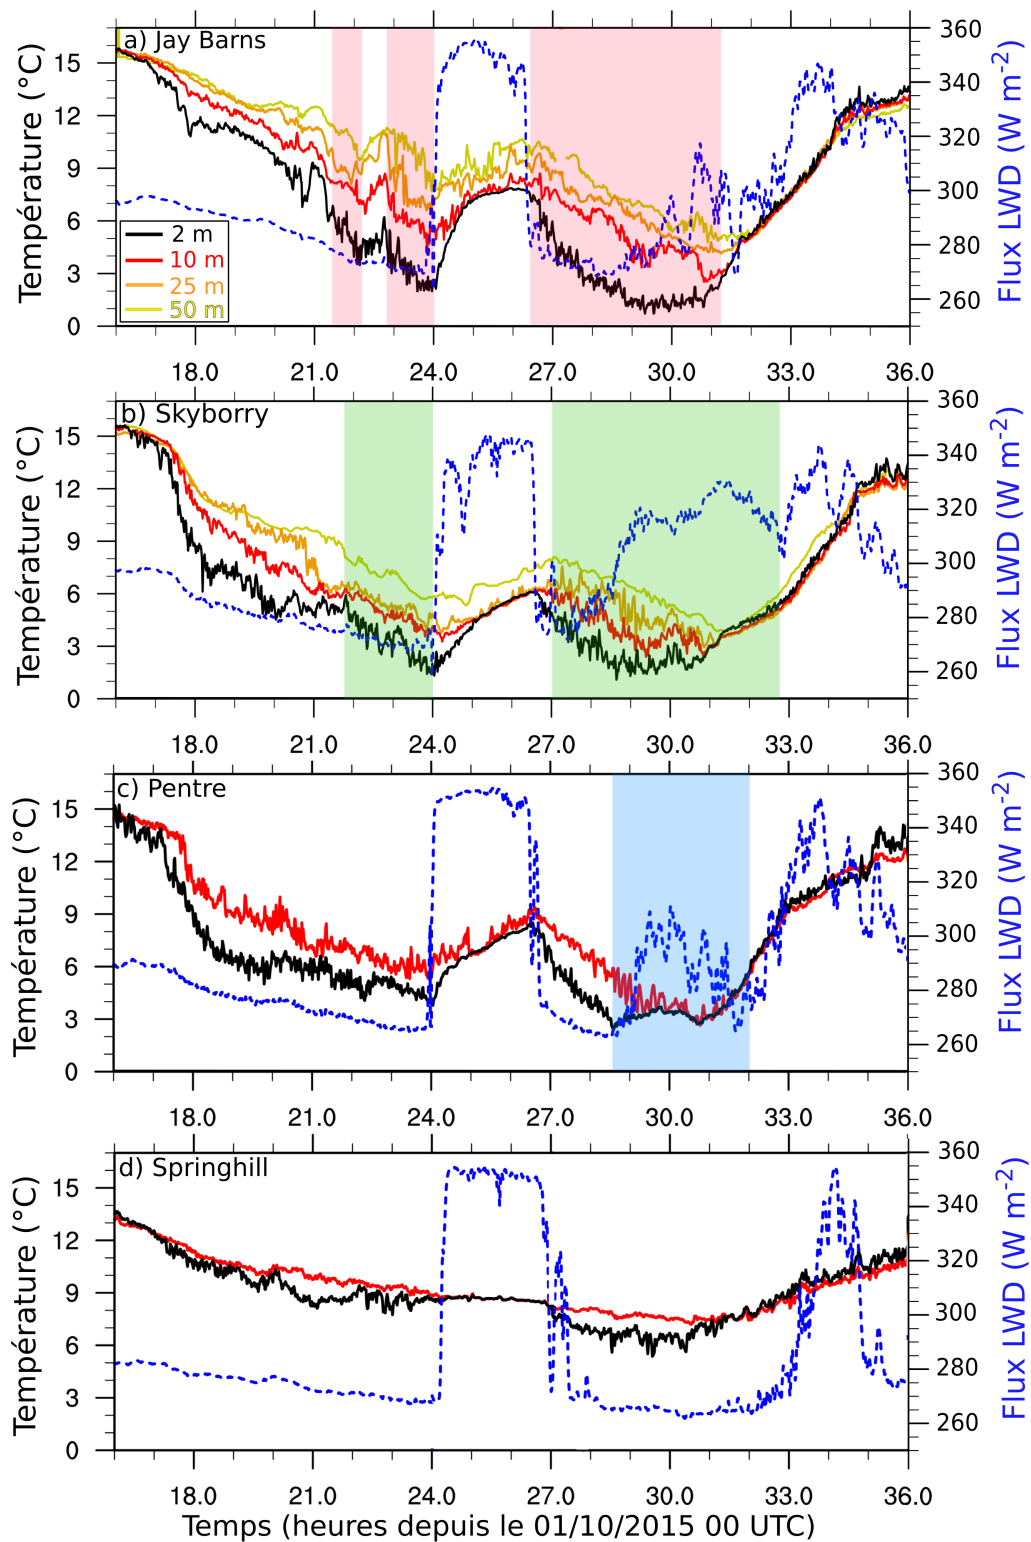 a) Jay Barns
Température (°C)
15
12
9
6
3
0
360
340
320
300
280
260
Flux LWD (W m-2)
2 m
10 m
25 m
50 m
18.0 21.0 24.0 27.0 30.0 33.0 36.0
b) Skyborry
Température (°C)
15
12
9
6
3
0
360
340
320
300
280
260
Flux LWD (W m-2)
18.0 21.0 24.0 27.0 30.0 33.0 36.0
c) Pentre
Température (°C)
15
12
9
6
3
0
360
340
320
300
280
260
Flux LWD (W m-2)
18.0 21.0 24.0 27.0 30.0 33.0 36.0
d) Springhill
Température (°C)
15
12
9
6
3
0
360
340
320
300
280
260
Flux LWD (W m-2)
18.0 21.0 24.0 27.0 30.0 33.0 36.0
Temps (heures depuis le 01/10/2015 00 UTC)